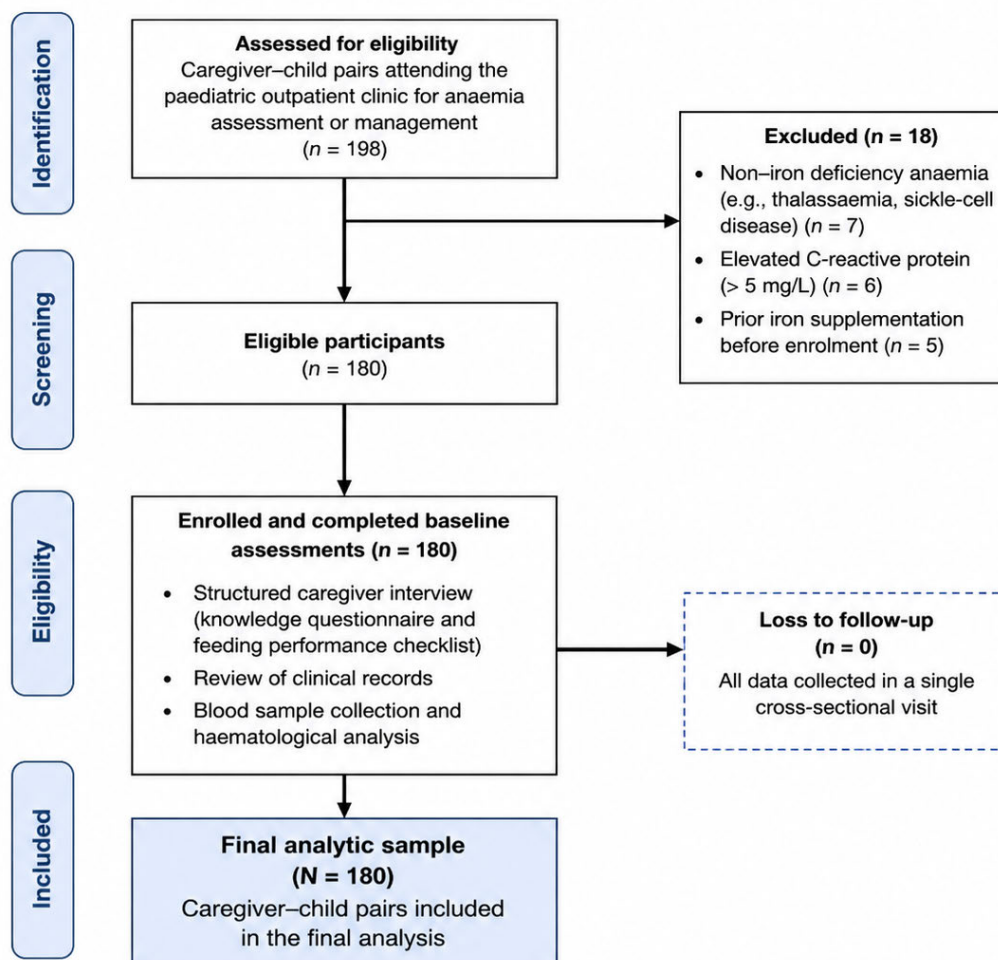 Identification
Assessed for eligibility
Caregiver–child pairs attending the
paediatric outpatient clinic for anaemia
assessment or management
(n = 198)
Excluded (n = 18)
• Non–iron deficiency anaemia
(e.g., thalassaemia, sickle-cell
disease) (n = 7)
• Elevated C-reactive protein
(> 5 mg/L) (n = 6)
• Prior iron supplementation
before enrolment (n = 5)
Screening
Eligible participants
(n = 180)
Eligibility
Enrolled and completed baseline
assessments (n = 180)
• Structured caregiver interview
(knowledge questionnaire and
feeding performance checklist)
• Review of clinical records
• Blood sample collection and
haematological analysis
Loss to follow-up
(n = 0)
All data collected in a single
cross-sectional visit
Included
Final analytic sample
(N = 180)
Caregiver–child pairs included
in the final analysis